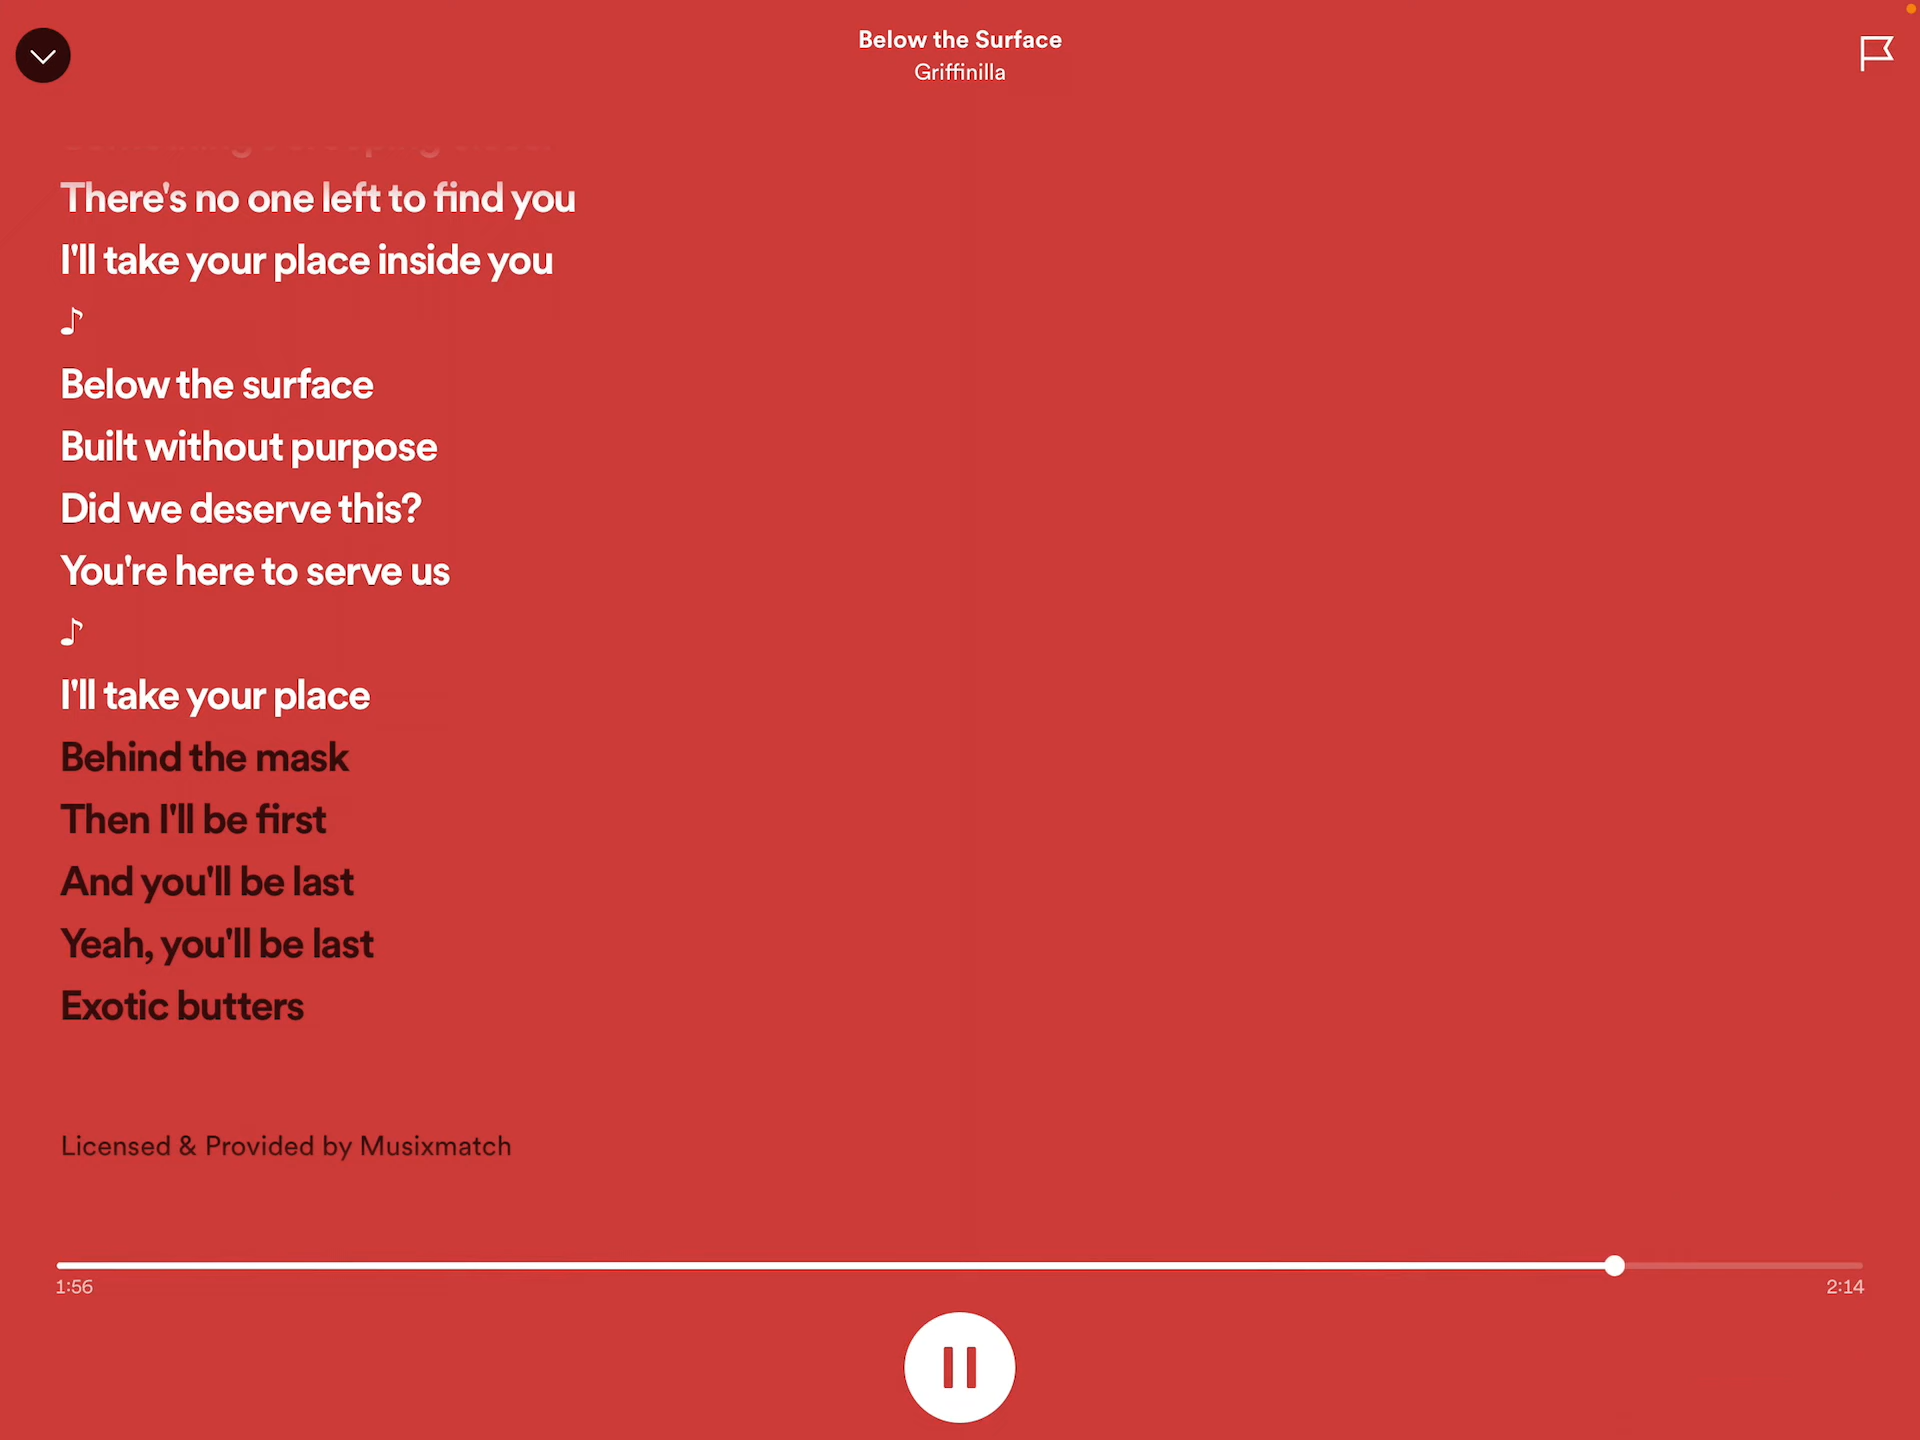 Below the Surface
Griffinilla
There's no one left to find you
I'll take your place inside you
♪
Below the surface
Built without purpose
Did we deserve this?
You're here to serve us
♪
I'll take your place
Behind the mask
Then I'll be first
And you'll be last
Yeah, you'll be last
Exotic butters
Licensed & Provided by Musixmatch
1:56
2:14